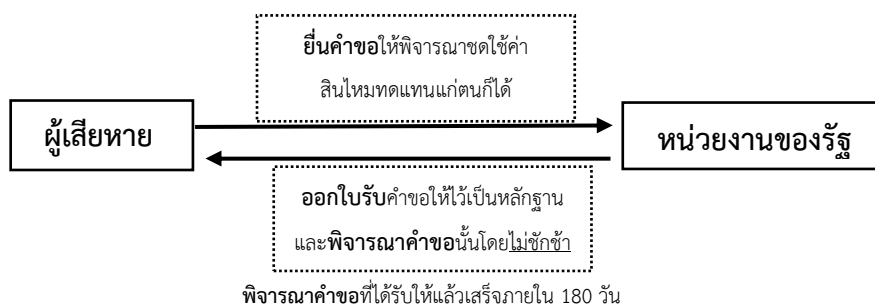 ยื่นคำขอให้พิจารณาชดใช้ค่า
สินไหมทดแทนแก่ตนก็ได้
ผู้เสียหาย
หน่วยงานของรัฐ
ออกใบรับคำขอให้ไว้เป็นหลักฐาน
และพิจารณาคำขอนั้นโดยไม่ชักช้า
พิจารณาคำขอที่ได้รับให้แล้วเสร็จภายใน 180 วัน